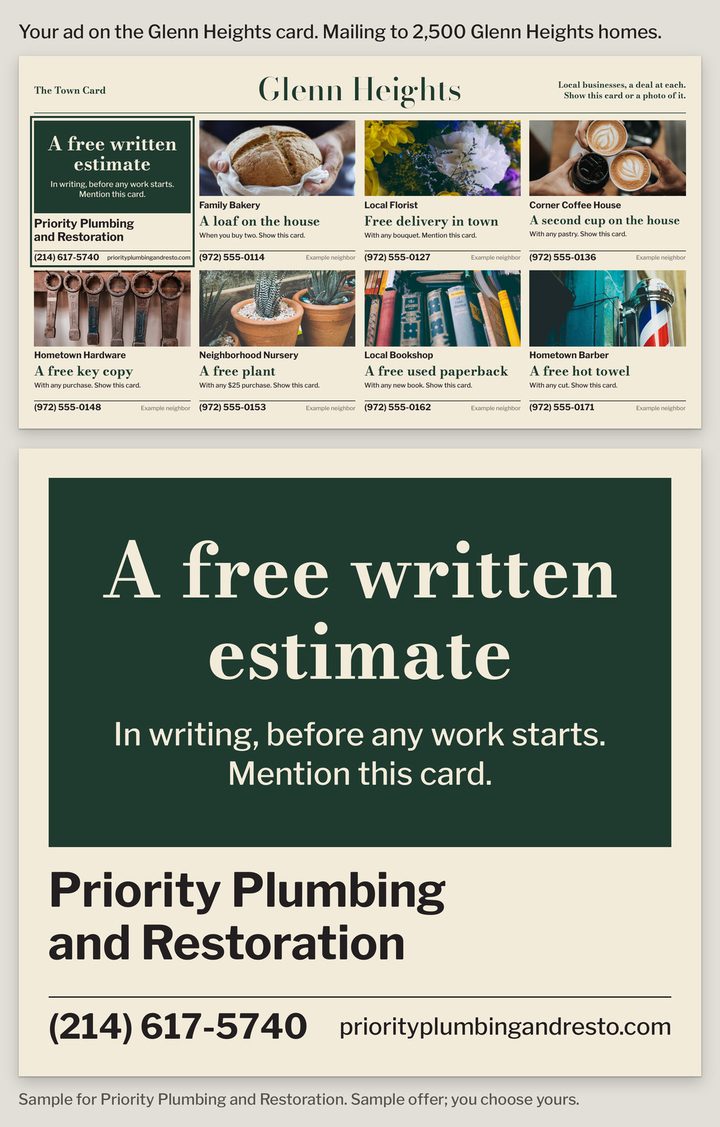 Your ad on the Glenn Heights card. Mailing to 2,500 Glenn Heights homes.
The Town Card
Glenn Heights
Local businesses, a deal at each.
Show this card or a photo of it.
A free written
estimate
In writing, before any work starts.
Mention this card.
Priority Plumbing
and Restoration
(214) 617-5740 priorityplumbingandresto.com
Family Bakery
A loaf on the house
When you buy two. Show this card.
(972) 555-0114 Example neighbor
Local Florist
Free delivery in town
With any bouquet. Mention this card.
(972) 555-0127 Example neighbor
Corner Coffee House
A second cup on the house
With any pastry. Show this card.
(972) 555-0136 Example neighbor
Hometown Hardware
A free key copy
With any purchase. Show this card.
(972) 555-0148 Example neighbor
Neighborhood Nursery
A free plant
With any $25 purchase. Show this card.
(972) 555-0153 Example neighbor
Local Bookshop
A free used paperback
With any new book. Show this card.
(972) 555-0162 Example neighbor
Hometown Barber
A free hot towel
With any cut. Show this card.
(972) 555-0171 Example neighbor
A free written
estimate
In writing, before any work starts.
Mention this card.
Priority Plumbing
and Restoration
(214) 617-5740 priorityplumbingandresto.com
Sample for Priority Plumbing and Restoration. Sample offer; you choose yours.